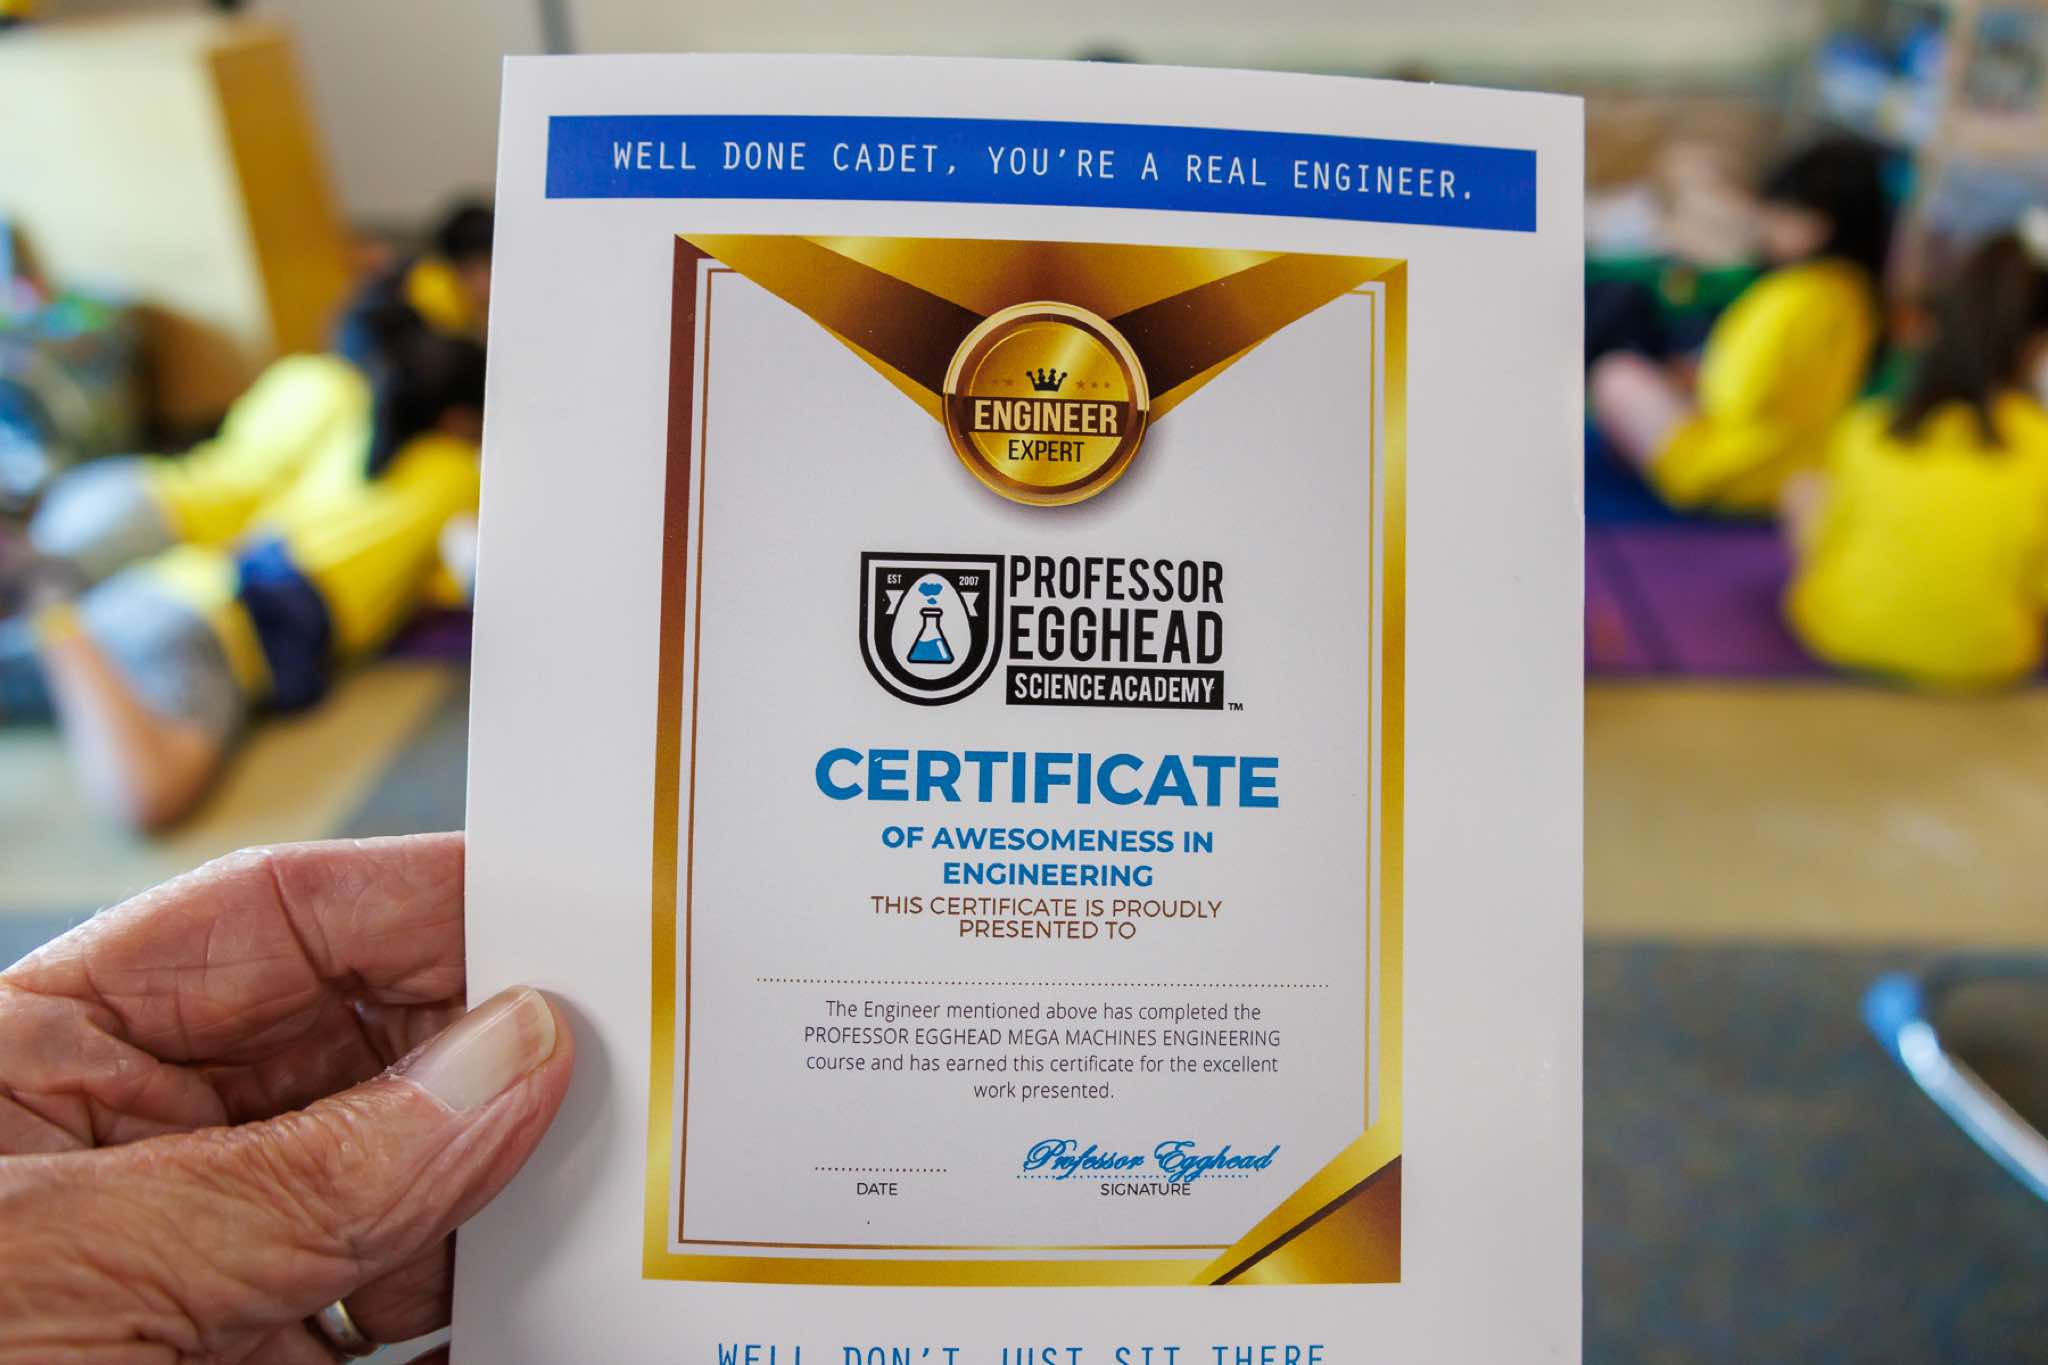 WELL DONE CADET, YOU'RE A REAL ENGINEER.
ENGINEER
EXPERT
EST 2007
PROFESSOR
EGGHEAD
SCIENCE ACADEMY
TM
CERTIFICATE
OF AWESOMENESS IN
ENGINEERING
THIS CERTIFICATE IS PROUDLY
PRESENTED TO
The Engineer mentioned above has completed the
PROFESSOR EGGHEAD MEGA MACHINES ENGINEERING
course and has earned this certificate for the excellent
work presented.
Professor Egghead
DATE SIGNATURE
WELL DON'T JUST SIT THERE